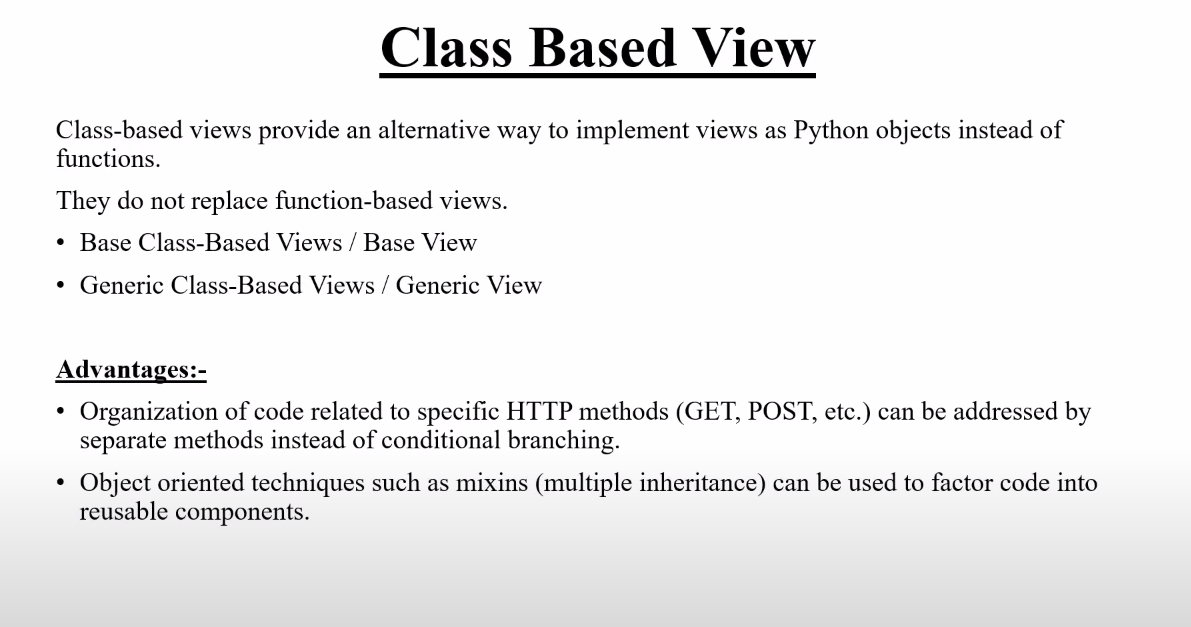 Class Based View
Class-based views provide an alternative way to implement views as Python objects instead of
functions.
They do not replace function-based views.
• Base Class-Based Views / Base View
• Generic Class-Based Views / Generic View
Advantages:-
• Organization of code related to specific HTTP methods (GET, POST, etc.) can be addressed by
separate methods instead of conditional branching.
• Object oriented techniques such as mixins (multiple inheritance) can be used to factor code into
reusable components.